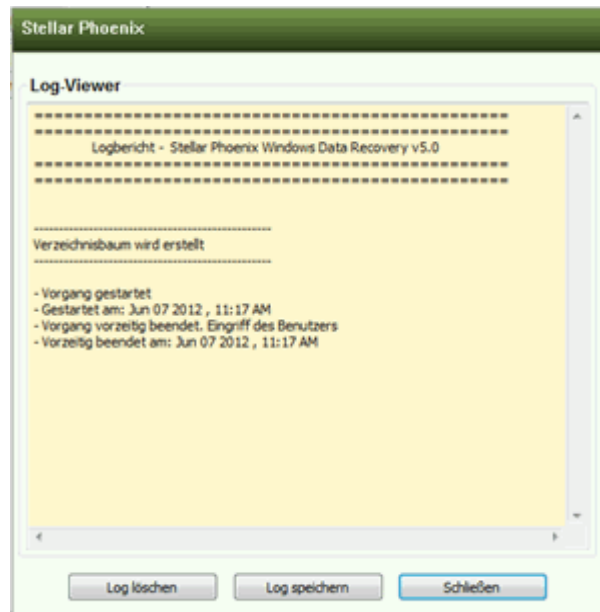 Stellar Phoenix
Log-Viewer
================================================
================================================
Logbericht - Stellar Phoenix Windows Data Recovery v5.0
================================================
================================================
------------------------------------------------
Verzeichnisbaum wird erstellt
------------------------------------------------
- Vorgang gestartet
- Gestartet am: Jun 07 2012 , 11:17 AM
- Vorgang vorzeitig beendet. Eingriff des Benutzers
- Vorzeitig beendet am: Jun 07 2012 , 11:17 AM
Log löschen
Log speichern
Schließen